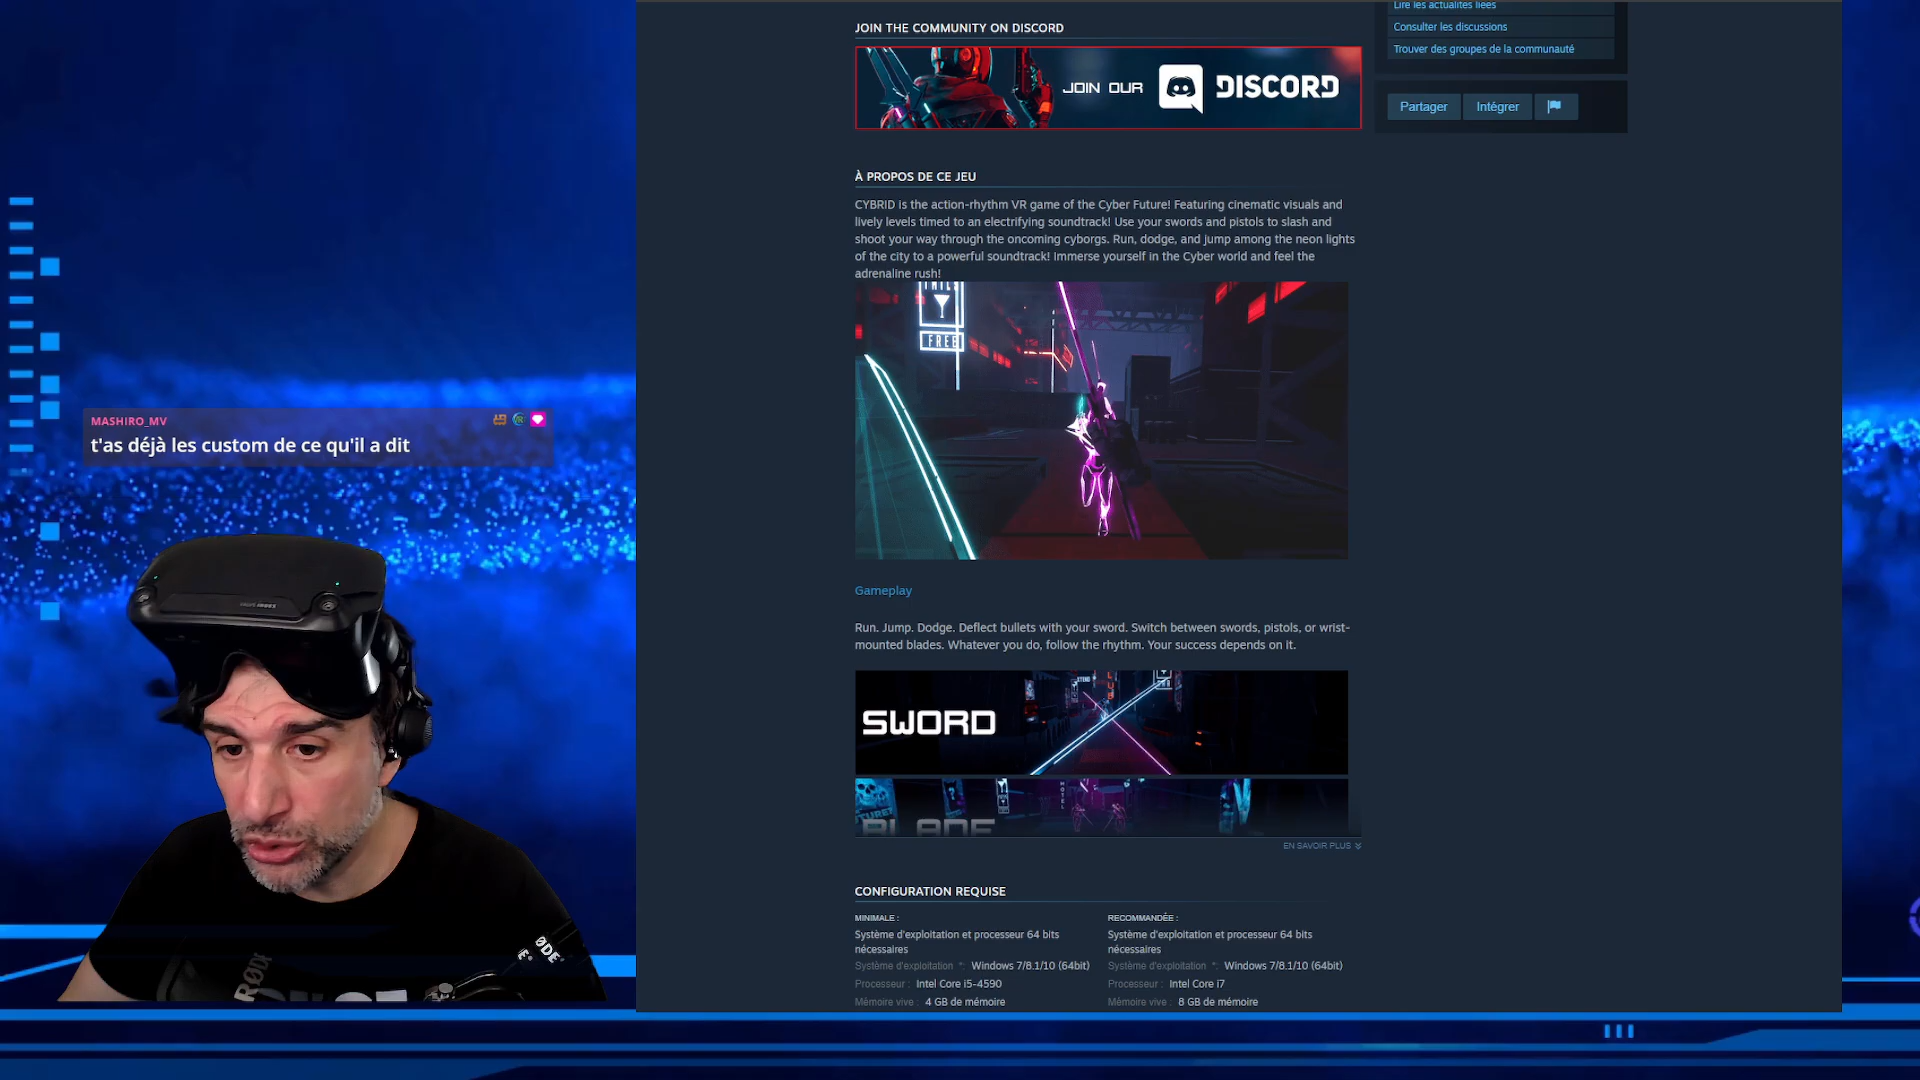 Lire les actualités liées
JOIN THE COMMUNITY ON DISCORD
Consulter les discussions
Trouver des groupes de la communauté
JOIN OUR DISCORD
Partager
Intégrer
À PROPOS DE CE JEU
CYBRID is the action-rhythm VR game of the Cyber Future! Featuring cinematic visuals and
lively levels timed to an electrifying soundtrack! Use your swords and pistols to slash and
shoot your way through the oncoming cyborgs. Run, dodge, and jump among the neon lights
of the city to a powerful soundtrack! Immerse yourself in the Cyber world and feel the
adrenaline rush!
FREE
MASHIRO_MV
t'as déjà les custom de ce qu'il a dit
Gameplay
Run. Jump. Dodge. Deflect bullets with your sword. Switch between swords, pistols, or wrist-
mounted blades. Whatever you do, follow the rhythm. Your success depends on it.
SWORD
HOTEL
BLADE
EN SAVOIR PLUS
CONFIGURATION REQUISE
MINIMALE :
Système d'exploitation et processeur 64 bits
nécessaires
Système d'exploitation *: Windows 7/8.1/10 (64bit)
Processeur : Intel Core i5-4590
Mémoire vive : 4 GB de mémoire
RECOMMANDÉE :
Système d'exploitation et processeur 64 bits
nécessaires
Système d'exploitation *: Windows 7/8.1/10 (64bit)
Processeur : Intel Core i7
Mémoire vive : 8 GB de mémoire
RØDE
ØDE